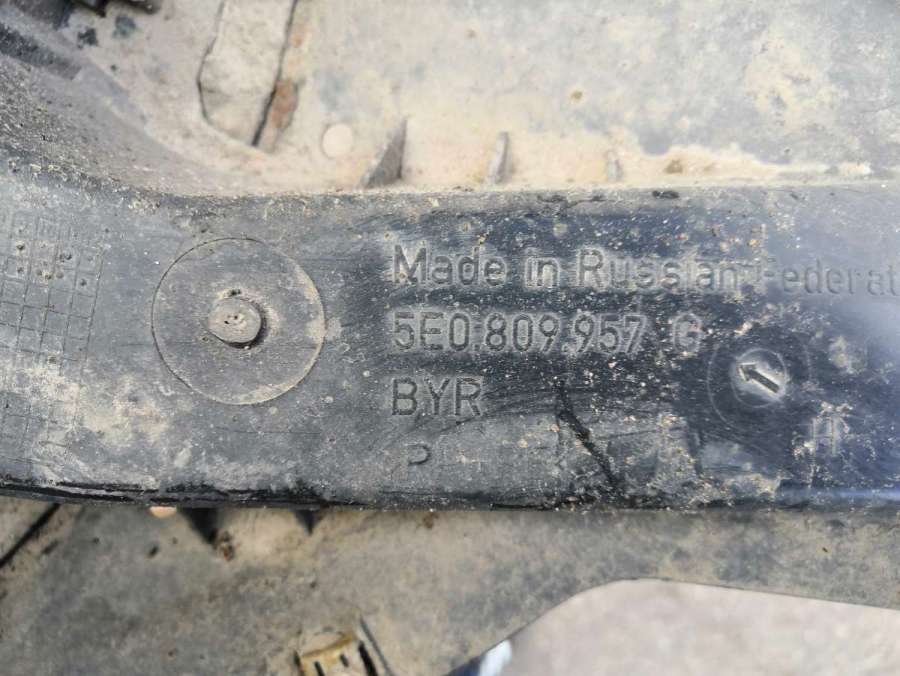 Made in Russian Federat
5E0.809.957 G
BYR
P